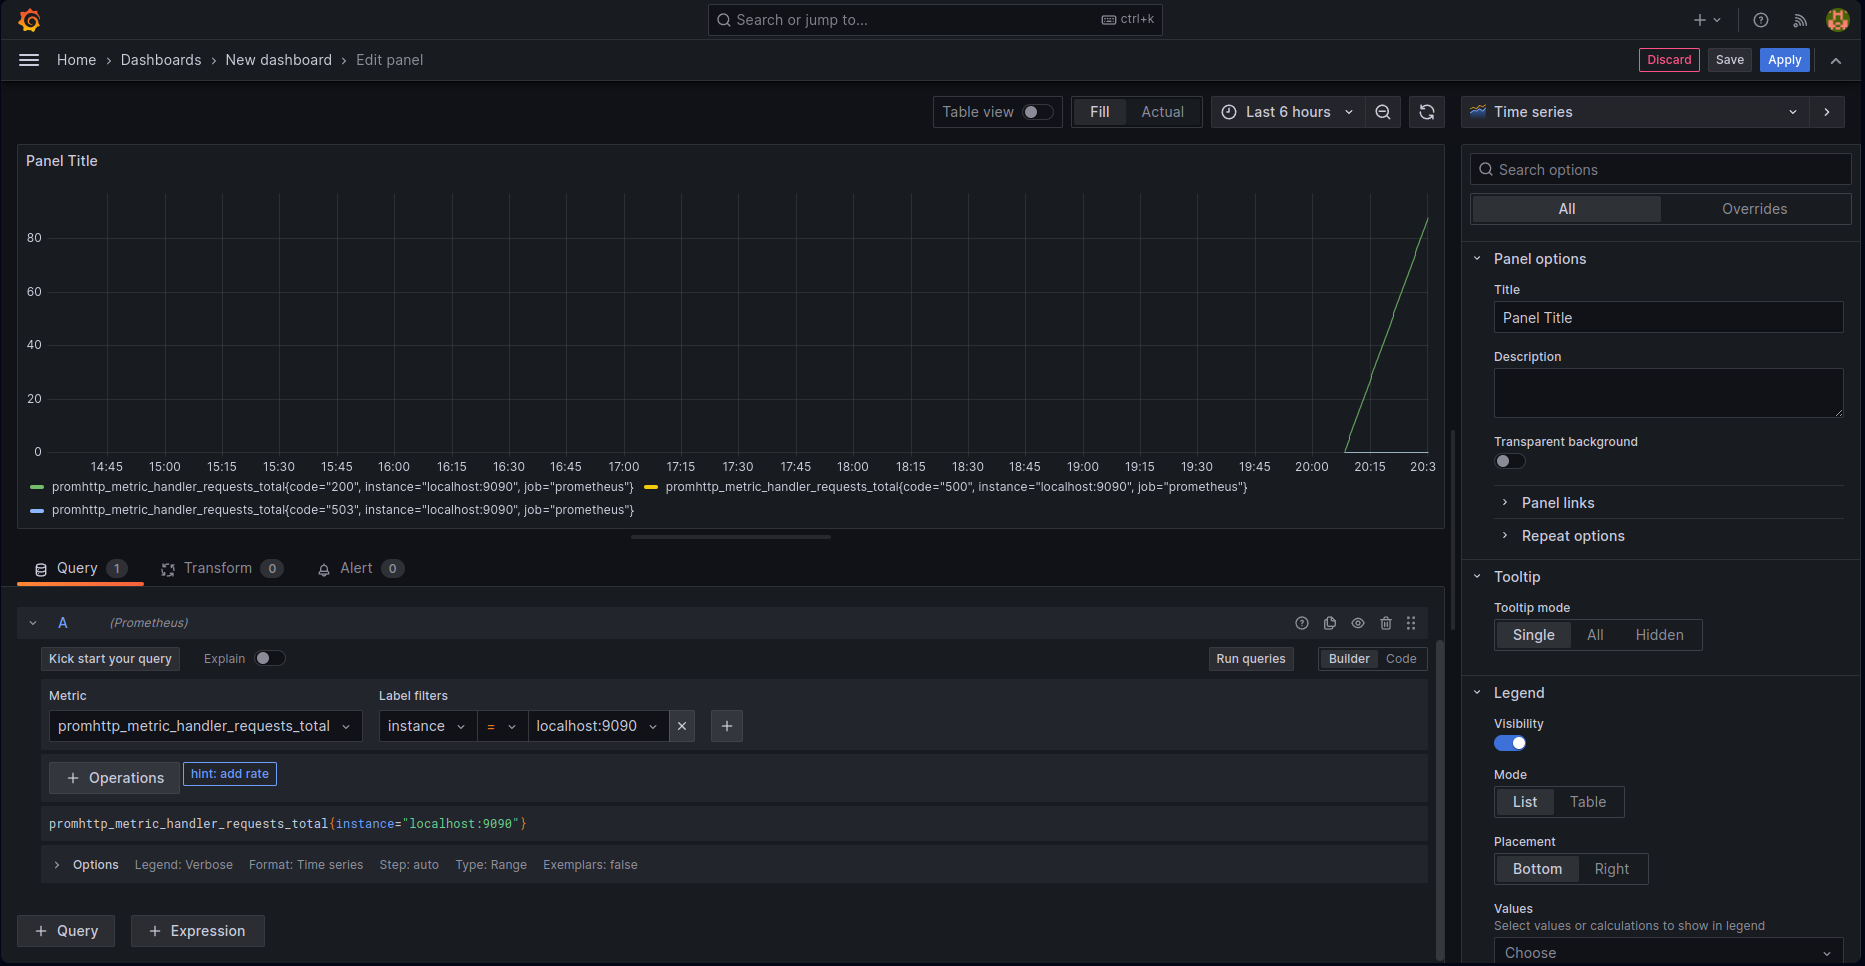 Search or jump to...
ctrl+k
Home › Dashboards › New dashboard › Edit panel
Discard
Save
Apply
Table view
Fill
Actual
Last 6 hours
Time series
Panel Title
80
60
40
20
0
14:45 15:00 15:15 15:30 15:45 16:00 16:15 16:30 16:45 17:00 17:15 17:30 17:45 18:00 18:15 18:30 18:45 19:00 19:15 19:30 19:45 20:00 20:15 20:3
promhttp_metric_handler_requests_total{code="200", instance="localhost:9090", job="prometheus"} promhttp_metric_handler_requests_total{code="500", instance="localhost:9090", job="prometheus"}
promhttp_metric_handler_requests_total{code="503", instance="localhost:9090", job="prometheus"}
Query 1
Transform 0
Alert 0
A (Prometheus)
Kick start your query
Explain
Run queries
Builder
Code
Metric
Label filters
promhttp_metric_handler_requests_total
instance
=
localhost:9090
+ Operations
hint: add rate
promhttp_metric_handler_requests_total{instance="localhost:9090"}
Options Legend: Verbose Format: Time series Step: auto Type: Range Exemplars: false
+ Query
+ Expression
Search options
All
Overrides
Panel options
Title
Panel Title
Description
Transparent background
Panel links
Repeat options
Tooltip
Tooltip mode
Single
All
Hidden
Legend
Visibility
Mode
List
Table
Placement
Bottom
Right
Values
Select values or calculations to show in legend
Choose